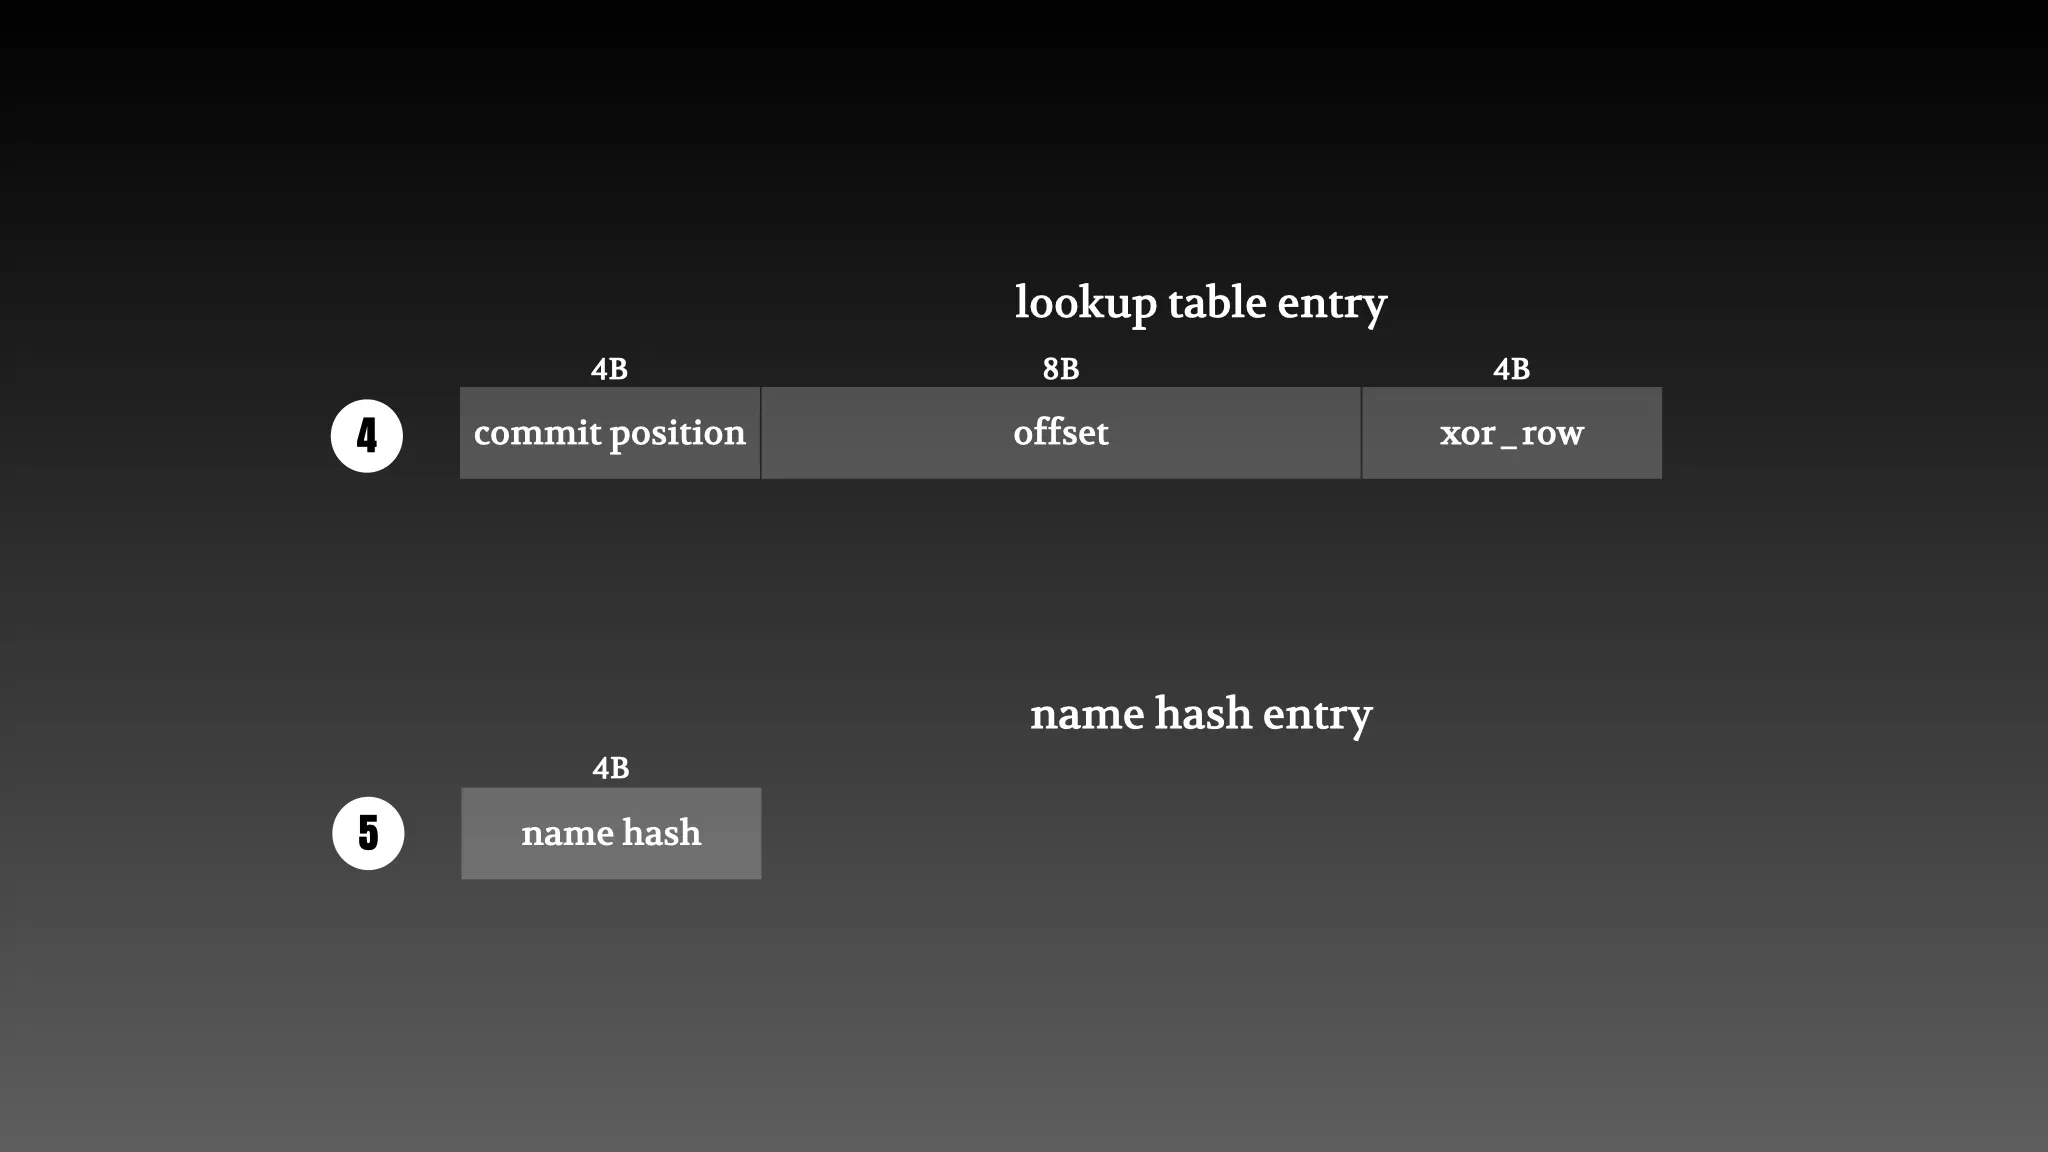 lookup table entry
4B 8B 4B
4 commit position offset xor_row
name hash entry
4B
5 name hash